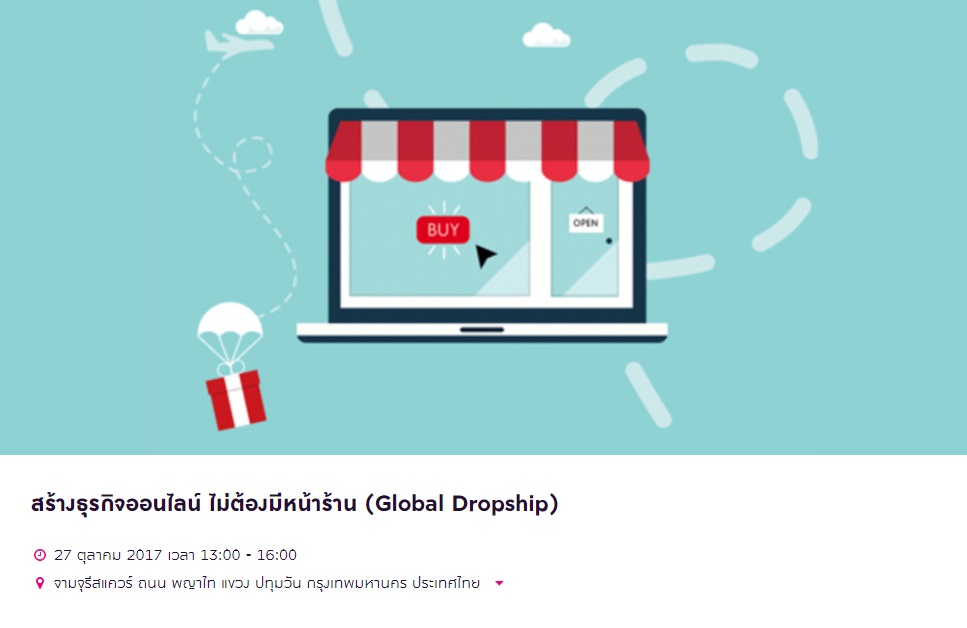 BUY
OPEN
สร้างธุรกิจออนไลน์ ไม่ต้องมีหน้าร้าน (Global Dropship)
27 ตุลาคม 2017 เวลา 13:00 - 16:00
จามจุรีสแควร์ ถนน พญาไท แขวง ปทุมวัน กรุงเทพมหานคร ประเทศไทย